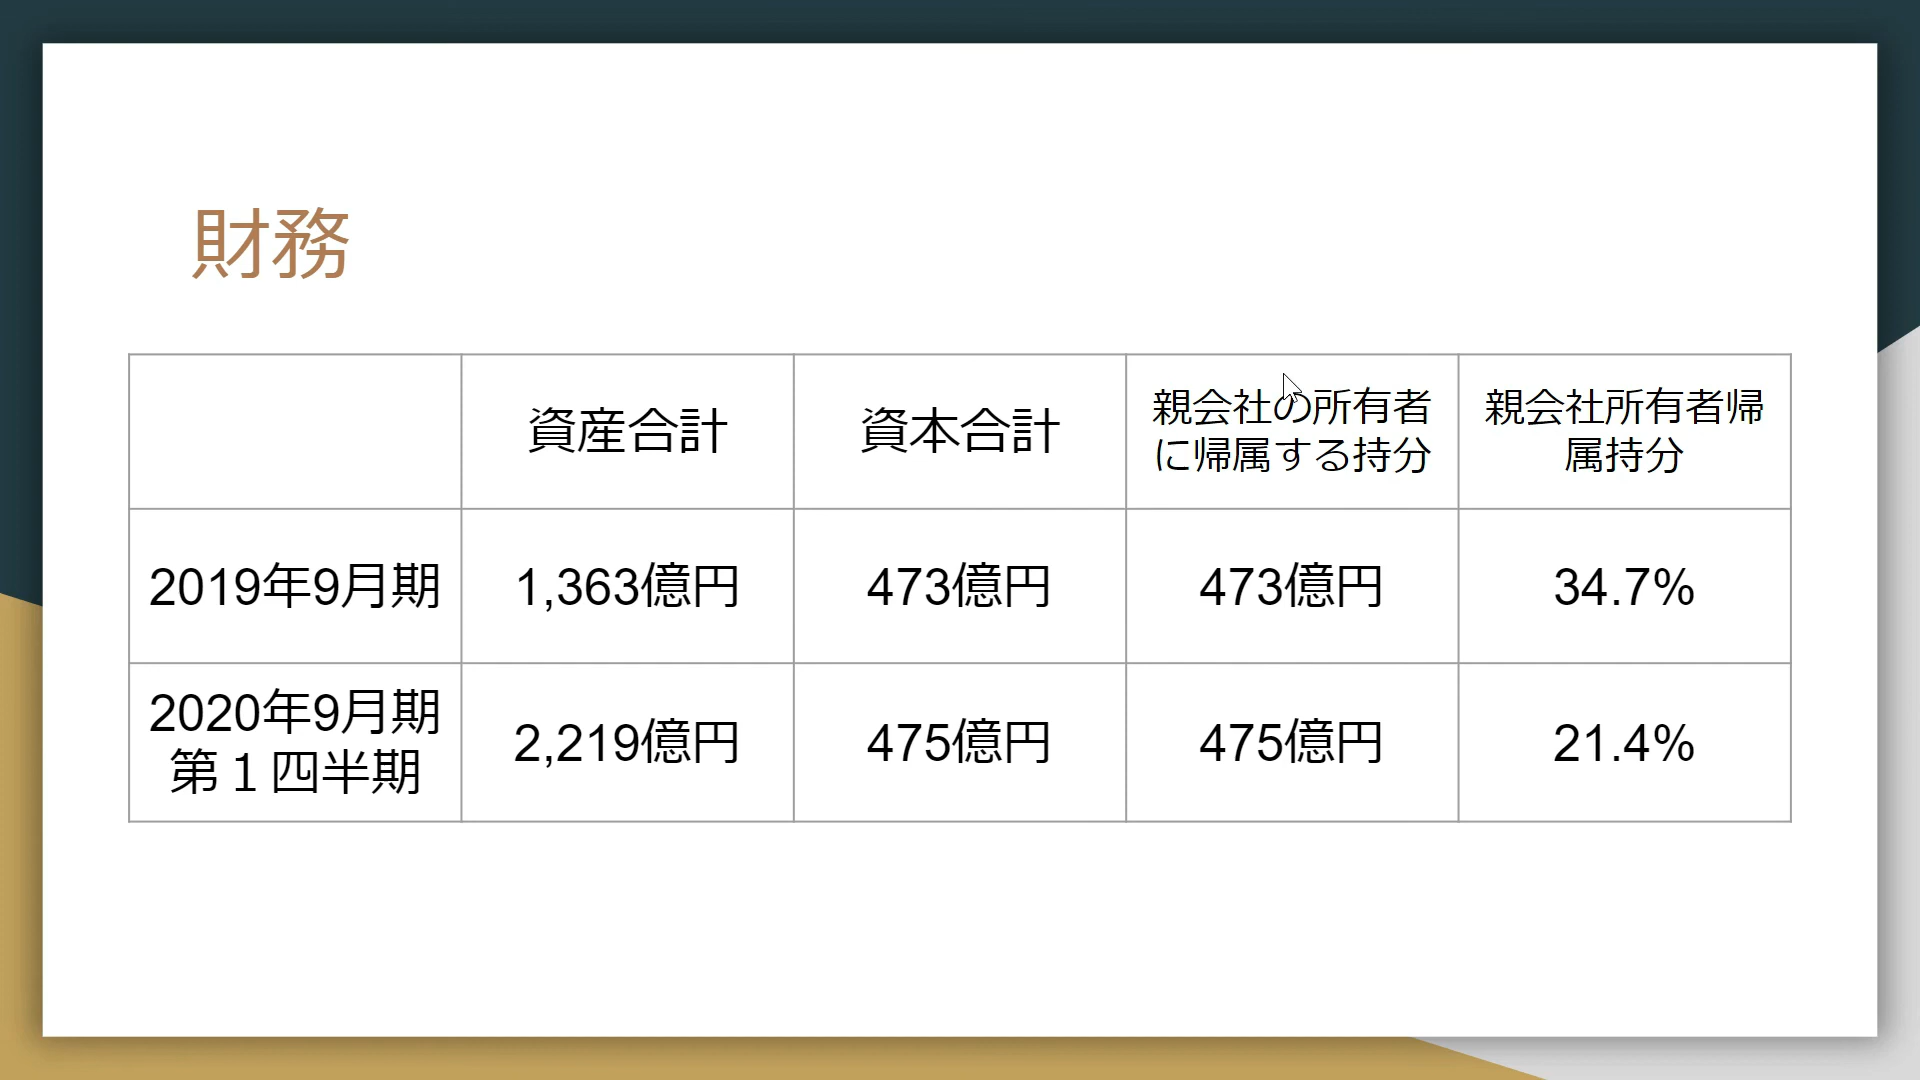 財務
資産合計
資本合計
親会社の所有者
に帰属する持分
親会社所有者帰
属持分
2019年9月期
1,363億円
473億円
473億円
34.7%
2020年9月期
第１四半期
2,219億円
475億円
475億円
21.4%